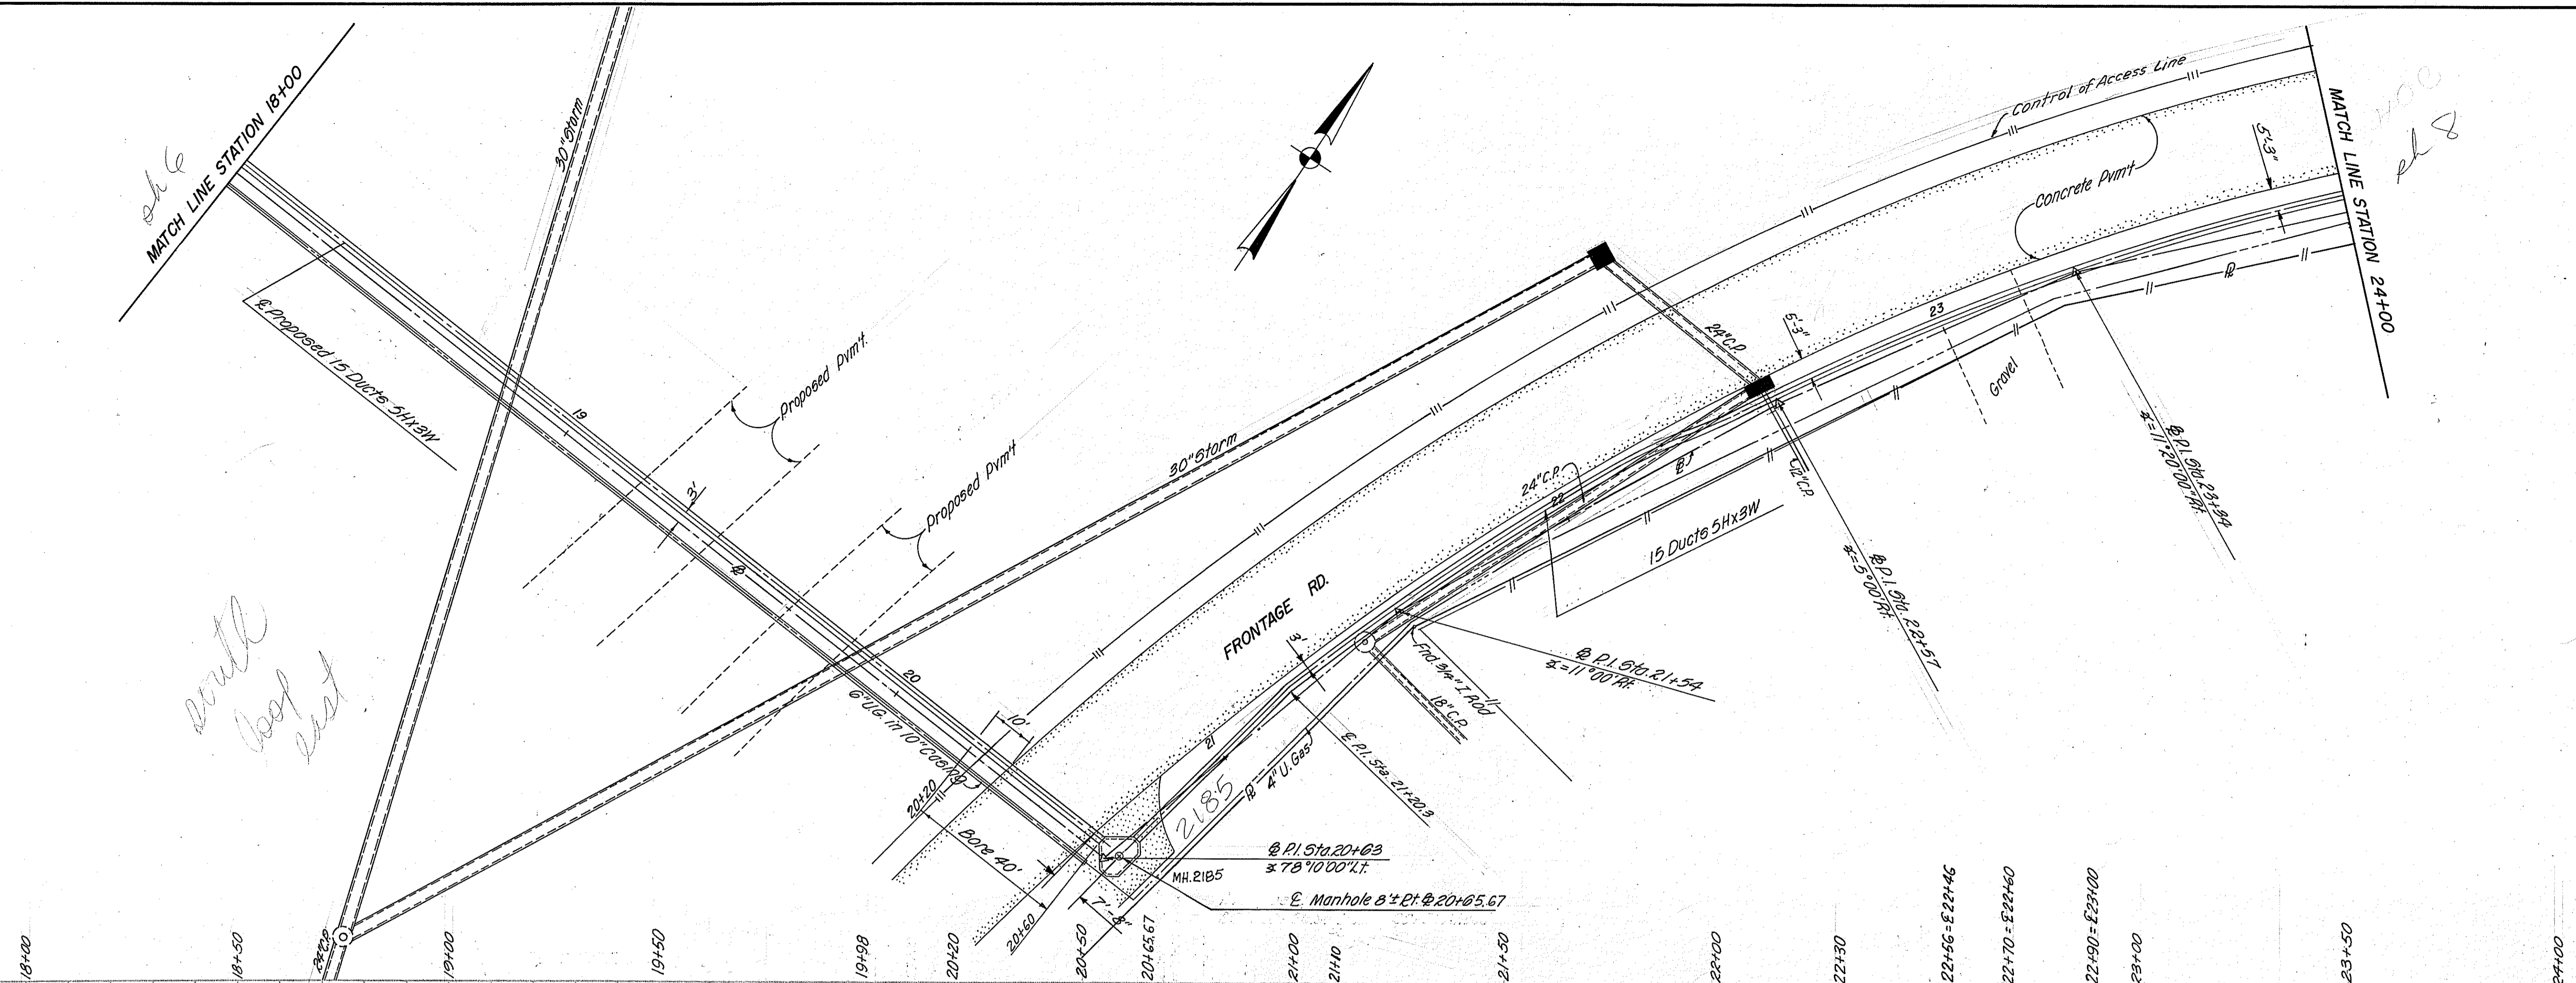 sh 6
MATCH LINE STATION 18+00
30" Storm
℄ Proposed 15 Ducts 5Hx3W
19
Proposed Pvm't.
Proposed Pvm't
3'
30" Storm
20
6" U.G. in 10" Casing
10'
20+20
Bore 40'
20+60
7'-8"
MH. 2185
2185
21
FRONTAGE RD.
3'
4" U. Gas
℄ P.I. Sta. 21+20.3
P.I. Sta. 20+63
78°10'00" Lt.
℄ Manhole 8'± Rt. 20+65.67
Fnd. 3/4" I. Rod
18" C.P.
P.I. Sta. 21+54
= 11°00' Rt.
24" C.P.
22
15 Ducts 5Hx3W
24" C.P.
12" C.P.
5'-3"
P.I. Sta. 22+57
= 5°00' Rt.
23
Gravel
P.I. Sta. 23+34
= 11°20'00" Rt.
Control of Access Line
Concrete Pvm't
5'-3"
MATCH LINE STATION 24+00
sh 8
south
loop
east
24" C.P.
18+00
18+50
19+00
19+50
19+98
20+20
20+50
20+65.67
21+00
21+10
21+50
22+00
22+30
22+56 = ℄ 22+46
22+70 = ℄ 22+60
22+90 = ℄ 23+00
23+00
23+50
24+00